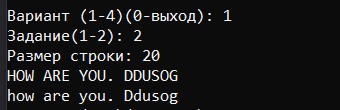 Вариант (1-4)(0-выход): 1
Задание(1-2): 2
Размер строки: 20
HOW ARE YOU. DDUSOG
how are you. Ddusog